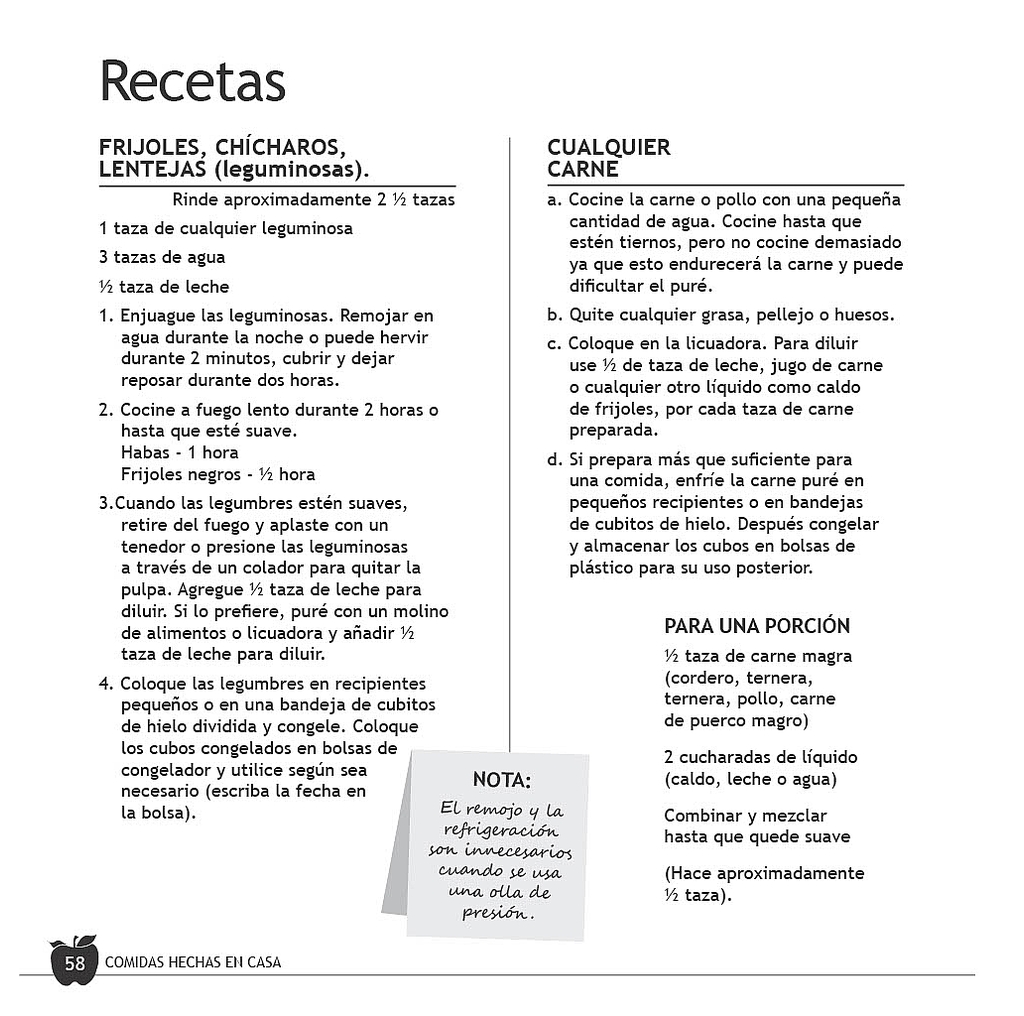 Recetas
FRIJOLES, CHÍCHAROS,
LENTEJAS (leguminosas).
Rinde aproximadamente 2 ½ tazas
1 taza de cualquier leguminosa
3 tazas de agua
½ taza de leche
1. Enjuague las leguminosas. Remojar en
agua durante la noche o puede hervir
durante 2 minutos, cubrir y dejar
reposar durante dos horas.
2. Cocine a fuego lento durante 2 horas o
hasta que esté suave.
Habas - 1 hora
Frijoles negros - ½ hora
3.Cuando las legumbres estén suaves,
retire del fuego y aplaste con un
tenedor o presione las leguminosas
a través de un colador para quitar la
pulpa. Agregue ½ taza de leche para
diluir. Si lo prefiere, puré con un molino
de alimentos o licuadora y añadir ½
taza de leche para diluir.
4. Coloque las legumbres en recipientes
pequeños o en una bandeja de cubitos
de hielo dividida y congele. Coloque
los cubos congelados en bolsas de
congelador y utilice según sea
necesario (escriba la fecha en
la bolsa).
NOTA:
El remojo y la
refrigeración
son innecesarios
cuando se usa
una olla de
presión.
CUALQUIER
CARNE
a. Cocine la carne o pollo con una pequeña
cantidad de agua. Cocine hasta que
estén tiernos, pero no cocine demasiado
ya que esto endurecerá la carne y puede
dificultar el puré.
b. Quite cualquier grasa, pellejo o huesos.
c. Coloque en la licuadora. Para diluir
use ½ de taza de leche, jugo de carne
o cualquier otro líquido como caldo
de frijoles, por cada taza de carne
preparada.
d. Si prepara más que suficiente para
una comida, enfríe la carne puré en
pequeños recipientes o en bandejas
de cubitos de hielo. Después congelar
y almacenar los cubos en bolsas de
plástico para su uso posterior.
PARA UNA PORCIÓN
½ taza de carne magra
(cordero, ternera,
ternera, pollo, carne
de puerco magro)
2 cucharadas de líquido
(caldo, leche o agua)
Combinar y mezclar
hasta que quede suave
(Hace aproximadamente
½ taza).
58 COMIDAS HECHAS EN CASA